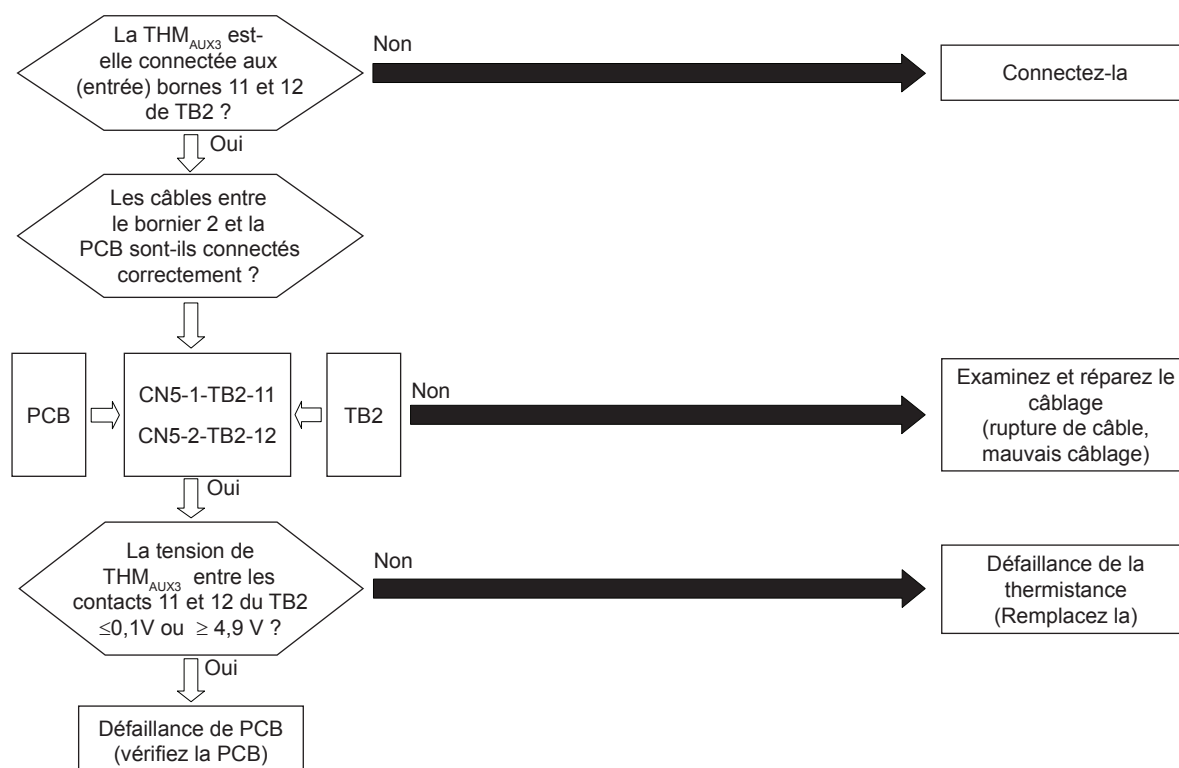 La THMAUX3 est-
elle connectée aux
(entrée) bornes 11 et 12
de TB2 ?
Non
Connectez-la
Oui
Les câbles entre
le bornier 2 et la
PCB sont-ils connectés
correctement ?
PCB
CN5-1-TB2-11
CN5-2-TB2-12
TB2
Non
Examinez et réparez le
câblage
(rupture de câble,
mauvais câblage)
Oui
La tension de
THMAUX3 entre les
contacts 11 et 12 du TB2
≤0,1V ou ≥ 4,9 V ?
Non
Défaillance de la
thermistance
(Remplacez la)
Oui
Défaillance de PCB
(vérifiez la PCB)